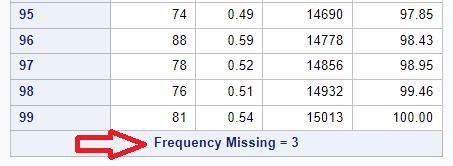 95 74 0.49 14690 97.85
96 88 0.59 14778 98.43
97 78 0.52 14856 98.95
98 76 0.51 14932 99.46
99 81 0.54 15013 100.00
Frequency Missing = 3